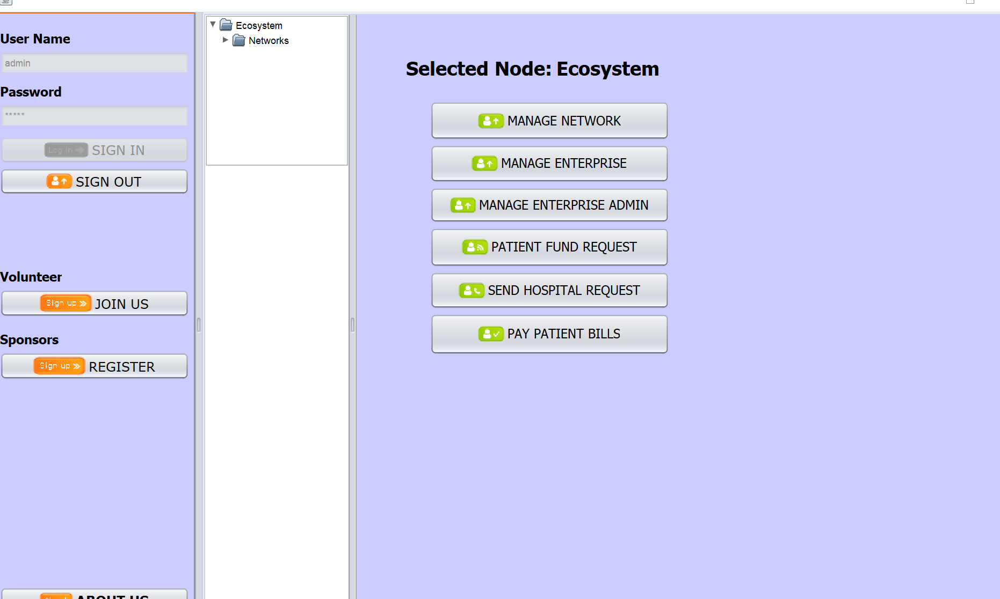 User Name
admin
Password
*****
Log in SIGN IN
SIGN OUT
Volunteer
Sign up JOIN US
Sponsors
Sign up REGISTER
ABOUT US
Ecosystem
Networks
Selected Node: Ecosystem
MANAGE NETWORK
MANAGE ENTERPRISE
MANAGE ENTERPRISE ADMIN
PATIENT FUND REQUEST
SEND HOSPITAL REQUEST
PAY PATIENT BILLS